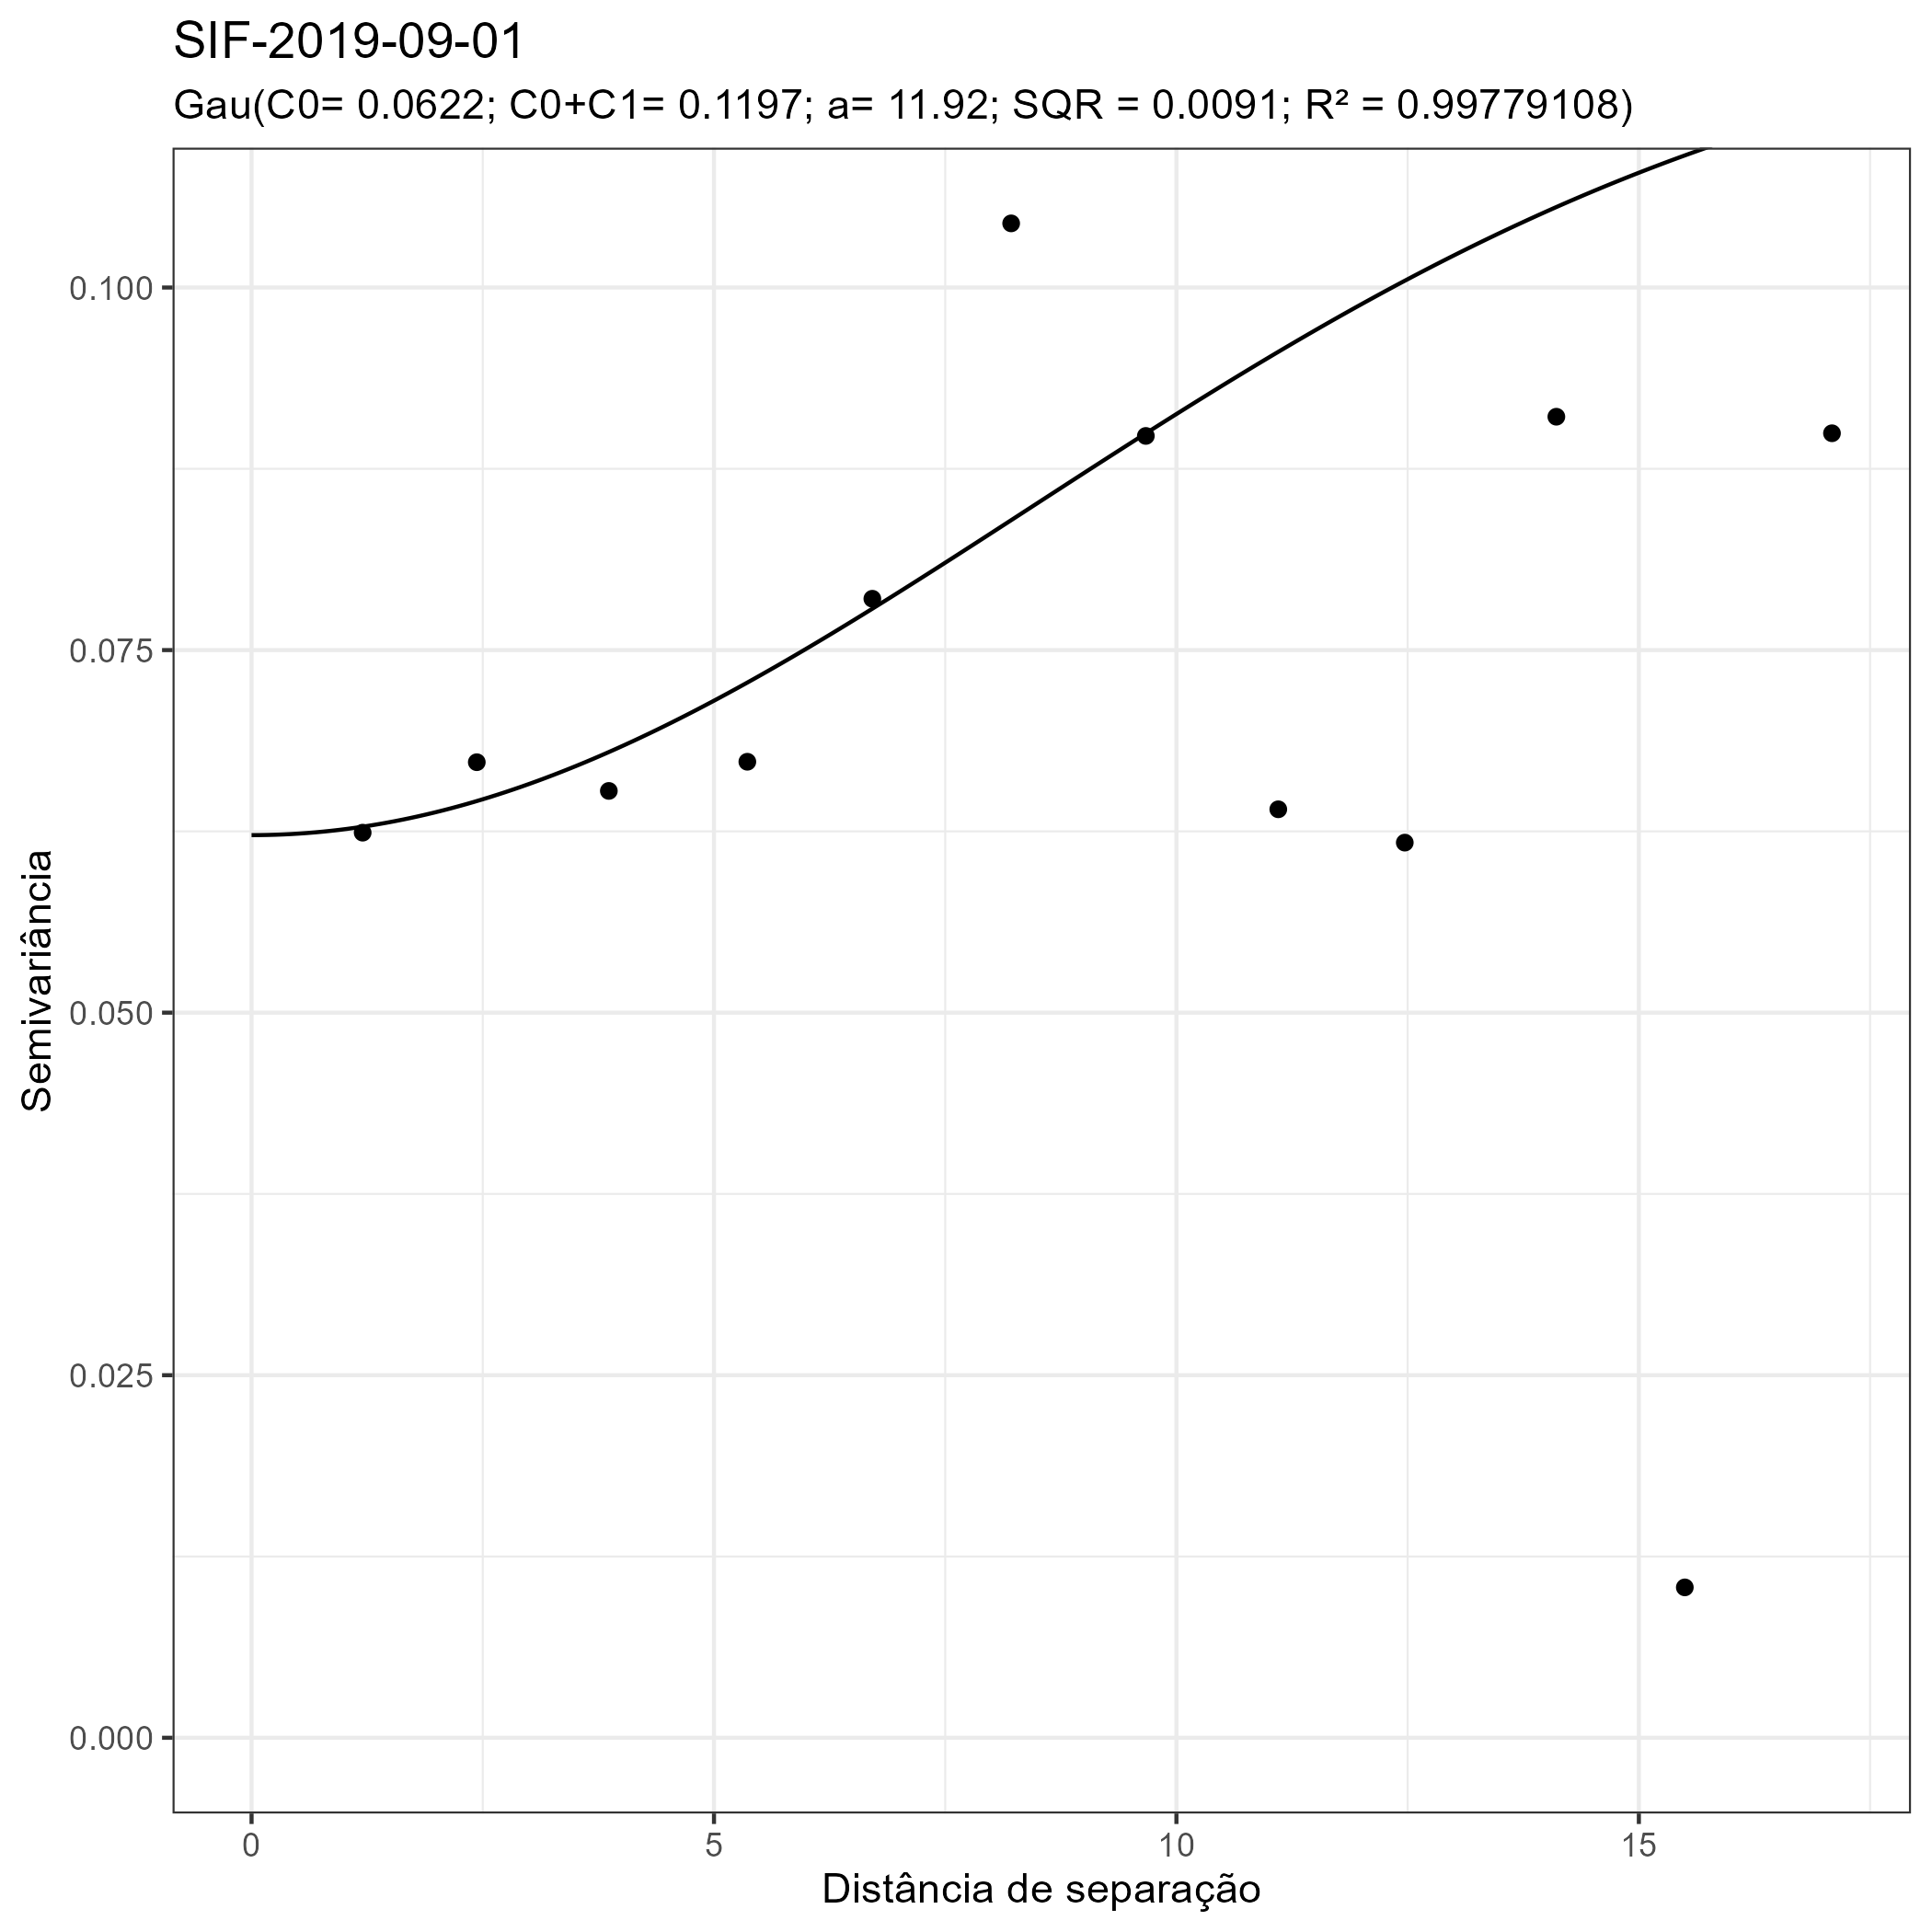 SIF-2019-09-01
Gau(C0= 0.0622; C0+C1= 0.1197; a= 11.92; SQR = 0.0091; R² = 0.99779108)
0.100
0.075
0.050
0.025
0.000
Semivariância
0 5 10 15
Distância de separação